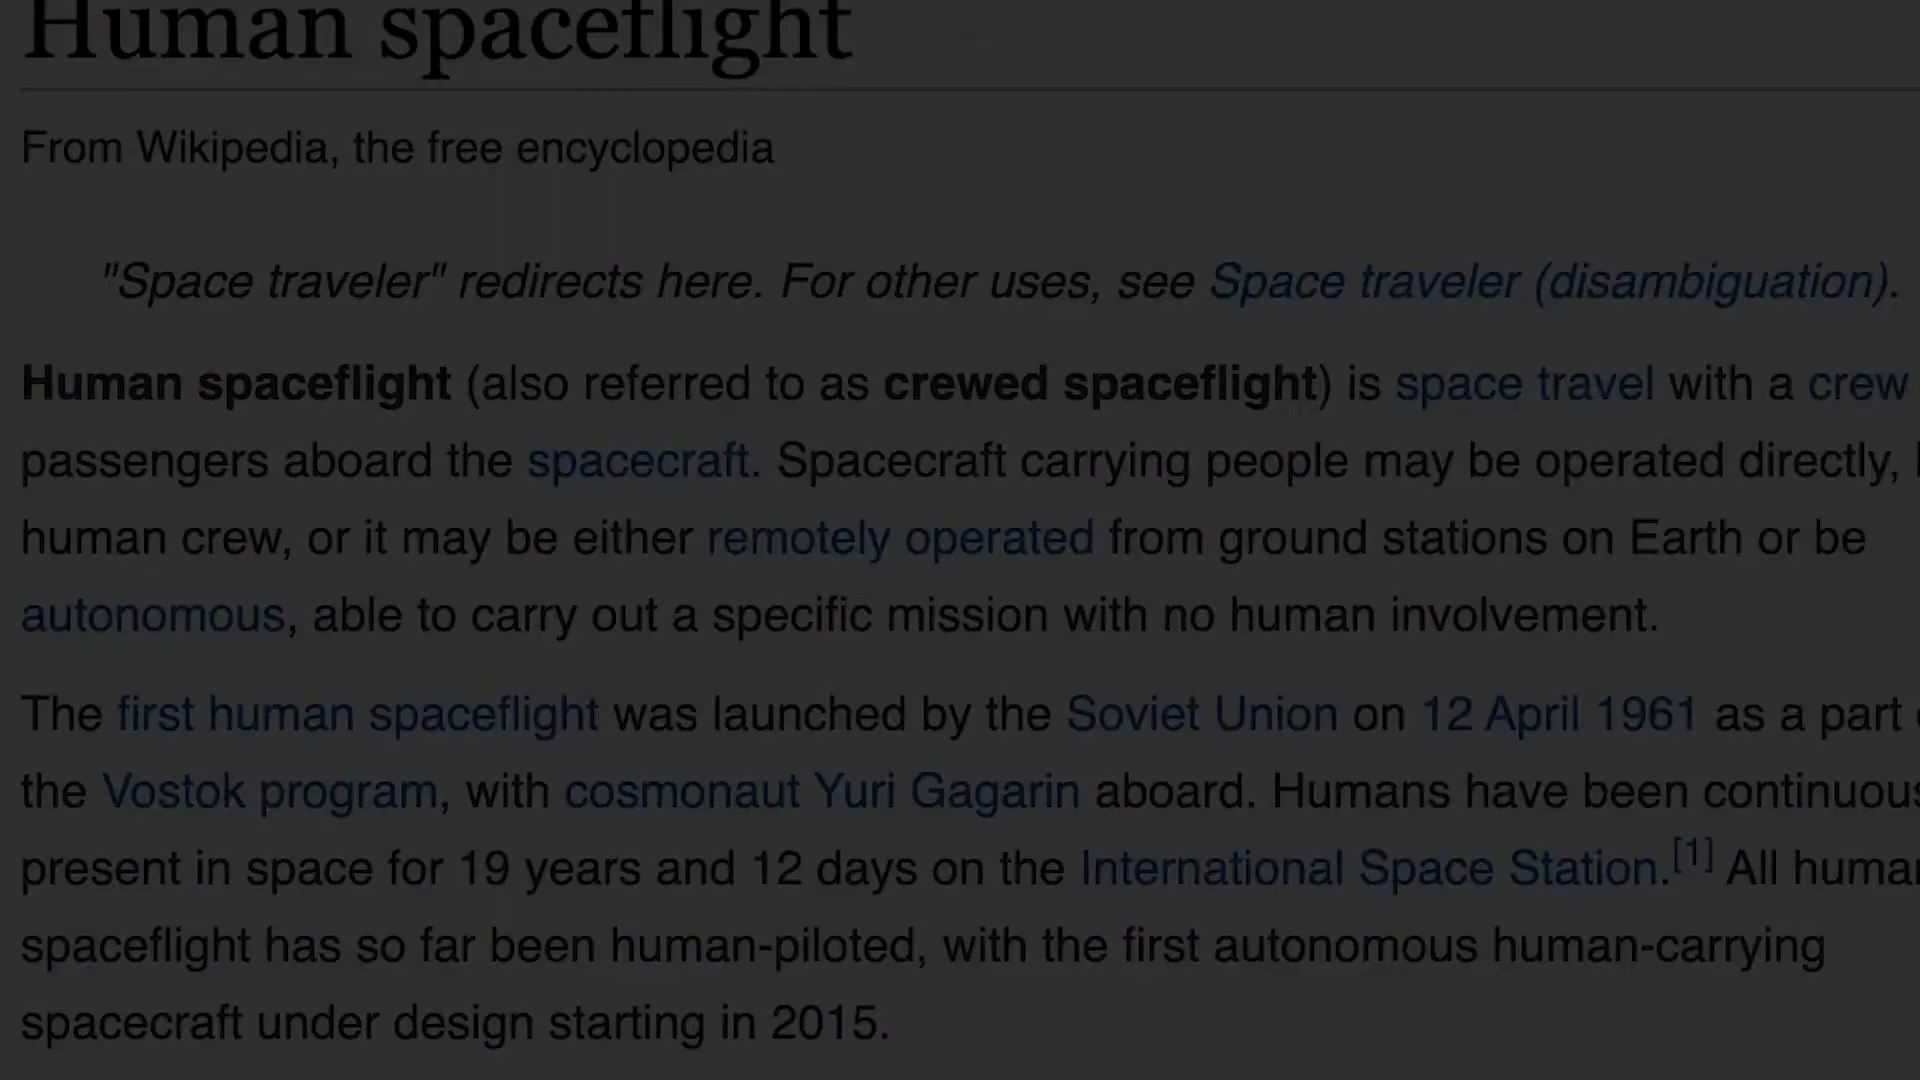 Human spaceflight
From Wikipedia, the free encyclopedia
"Space traveler" redirects here. For other uses, see Space traveler (disambiguation).
Human spaceflight (also referred to as crewed spaceflight) is space travel with a crew
passengers aboard the spacecraft. Spacecraft carrying people may be operated directly,
human crew, or it may be either remotely operated from ground stations on Earth or be
autonomous, able to carry out a specific mission with no human involvement.
The first human spaceflight was launched by the Soviet Union on 12 April 1961 as a part
the Vostok program, with cosmonaut Yuri Gagarin aboard. Humans have been continuous
present in space for 19 years and 12 days on the International Space Station.[1] All human
spaceflight has so far been human-piloted, with the first autonomous human-carrying
spacecraft under design starting in 2015.